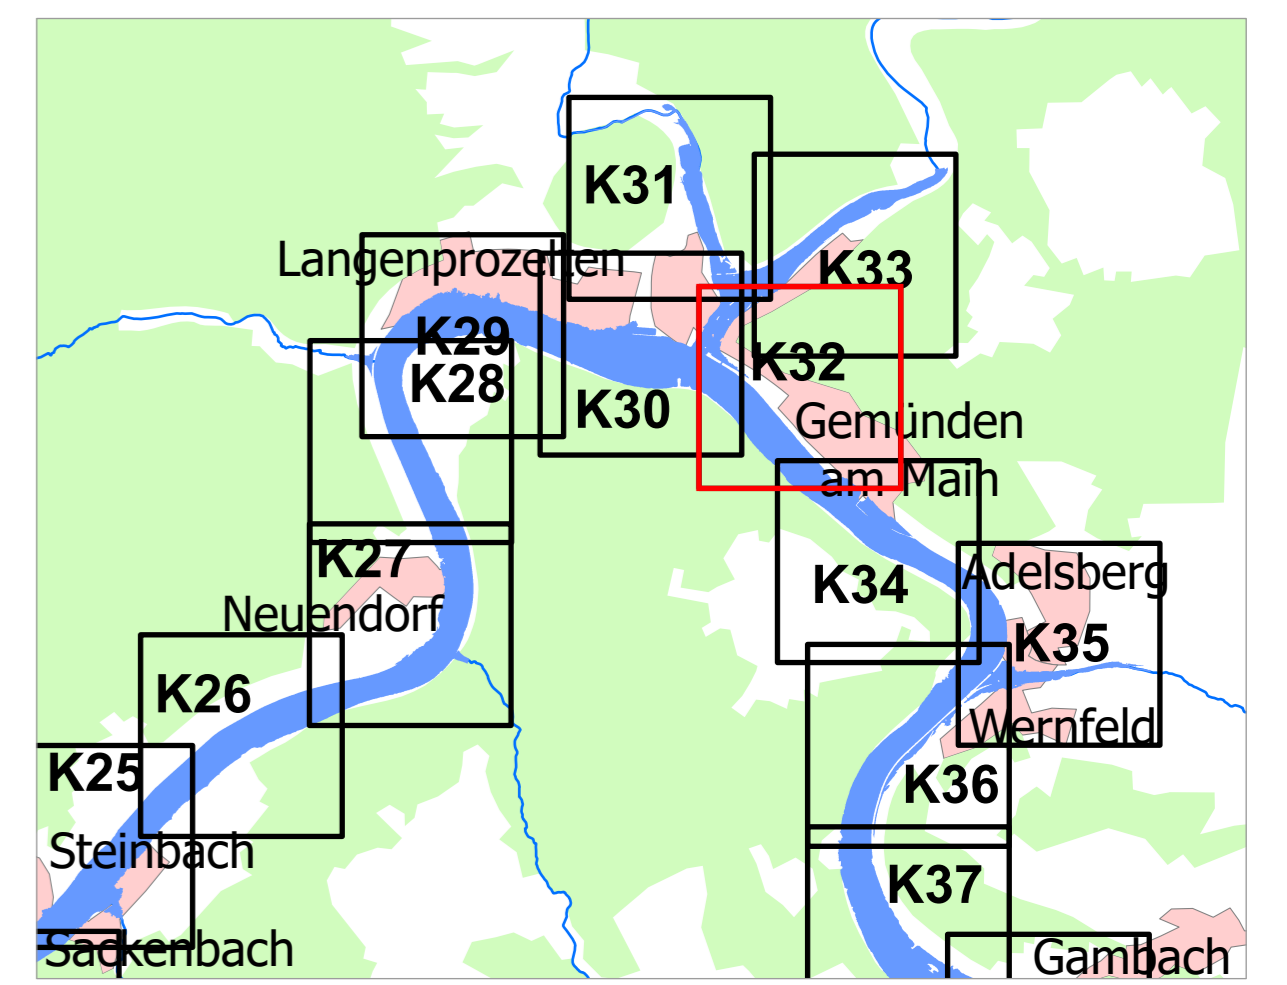 K31
Langenprozelten
K33
K29
K32
K28
K30
Gemünden
am Main
K27
Adelsberg
K34
Neuendorf
K35
K26
Wernfeld
K25
K36
Steinbach
K37
Sackenbach
Gambach